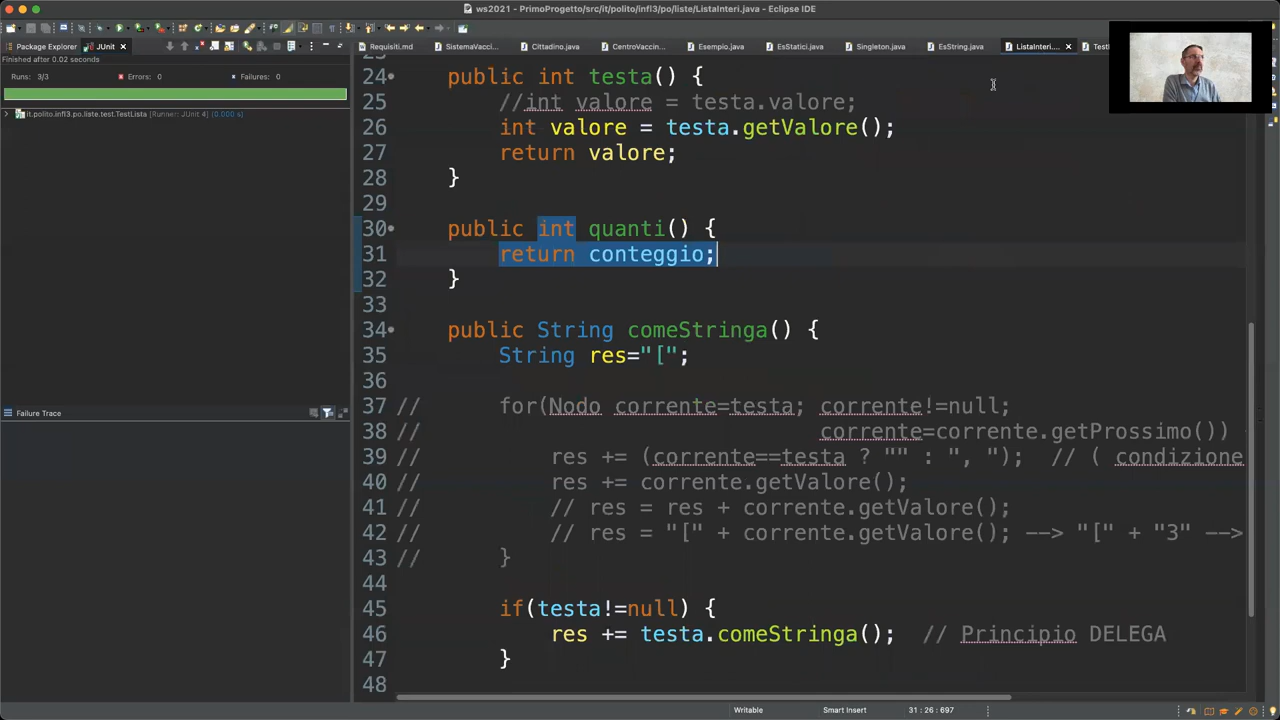 ws2021 - PrimoProgetto/src/it/polito/infl3/po/liste/ListaInteri.java - Eclipse IDE
Package Explorer
JUnit
Requisiti.md
SistemaVacci...
Cittadino.java
CentroVaccin...
Esempio.java
EsStatici.java
Singleton.java
EsString.java
ListaInteri....
Finished after 0.02 seconds
Runs: 3/3
Errors: 0
Failures: 0
it.polito.infl3.po.liste.test.TestLista [Runner: JUnit 4] (0.000 s)
Failure Trace
24 public int testa() {
25 //int valore = testa.valore;
26 int valore = testa.getValore();
27 return valore;
28 }
29
30 public int quanti() {
31 return conteggio;
32 }
33
34 public String comeStringa() {
35 String res="[";
36
37 // for(Nodo corrente=testa; corrente!=null;
38 // corrente=corrente.getProssimo())
39 // res += (corrente==testa ? "" : ", "); // ( condizione
40 // res += corrente.getValore();
41 // // res = res + corrente.getValore();
42 // // res = "[" + corrente.getValore(); --> "[" + "3" -->
43 // }
44
45 if(testa!=null) {
46 res += testa.comeStringa(); // Principio DELEGA
47 }
48
Writable
Smart Insert
31 : 26 : 697